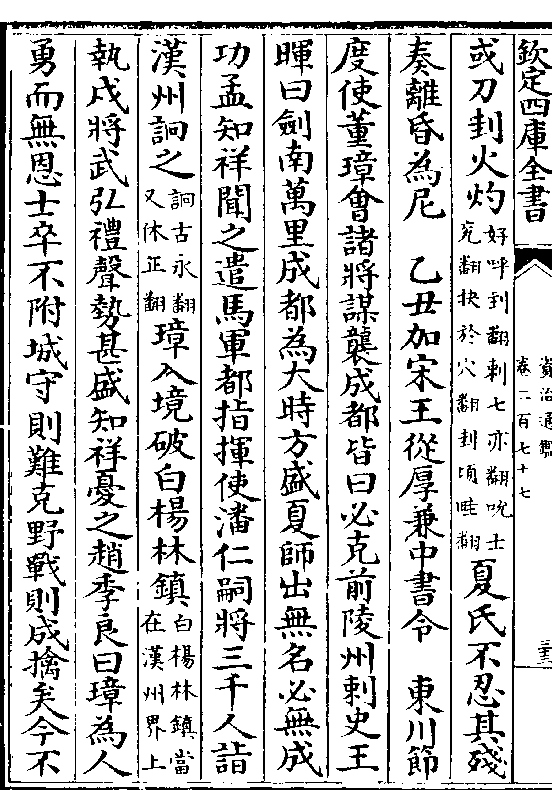 欽定四庫全書
資治通鑑
卷二百七十七
或刀刲火灼好呼到翻刺七亦翻吮士兖翻抉於穴翻刲頃畦翻夏氏不忍其殘
奏離昏為尼　乙丑加宋王從厚兼中書令　東川節
度使董璋會諸將謀襲成都皆曰必克前陵州刺史王
暉曰劍南萬里成都為大時方盛夏師出無名必無成
功孟知祥聞之遣馬軍都指揮使潘仁嗣將三千人詣
漢州詗之詗古永翻又休正翻璋入境破白楊林鎮白楊林鎮當在漢州界上
執戍將武弘禮聲勢甚盛知祥憂之趙季良曰璋為人
勇而無恩士卒不附城守則難克野戰則成擒矣今不